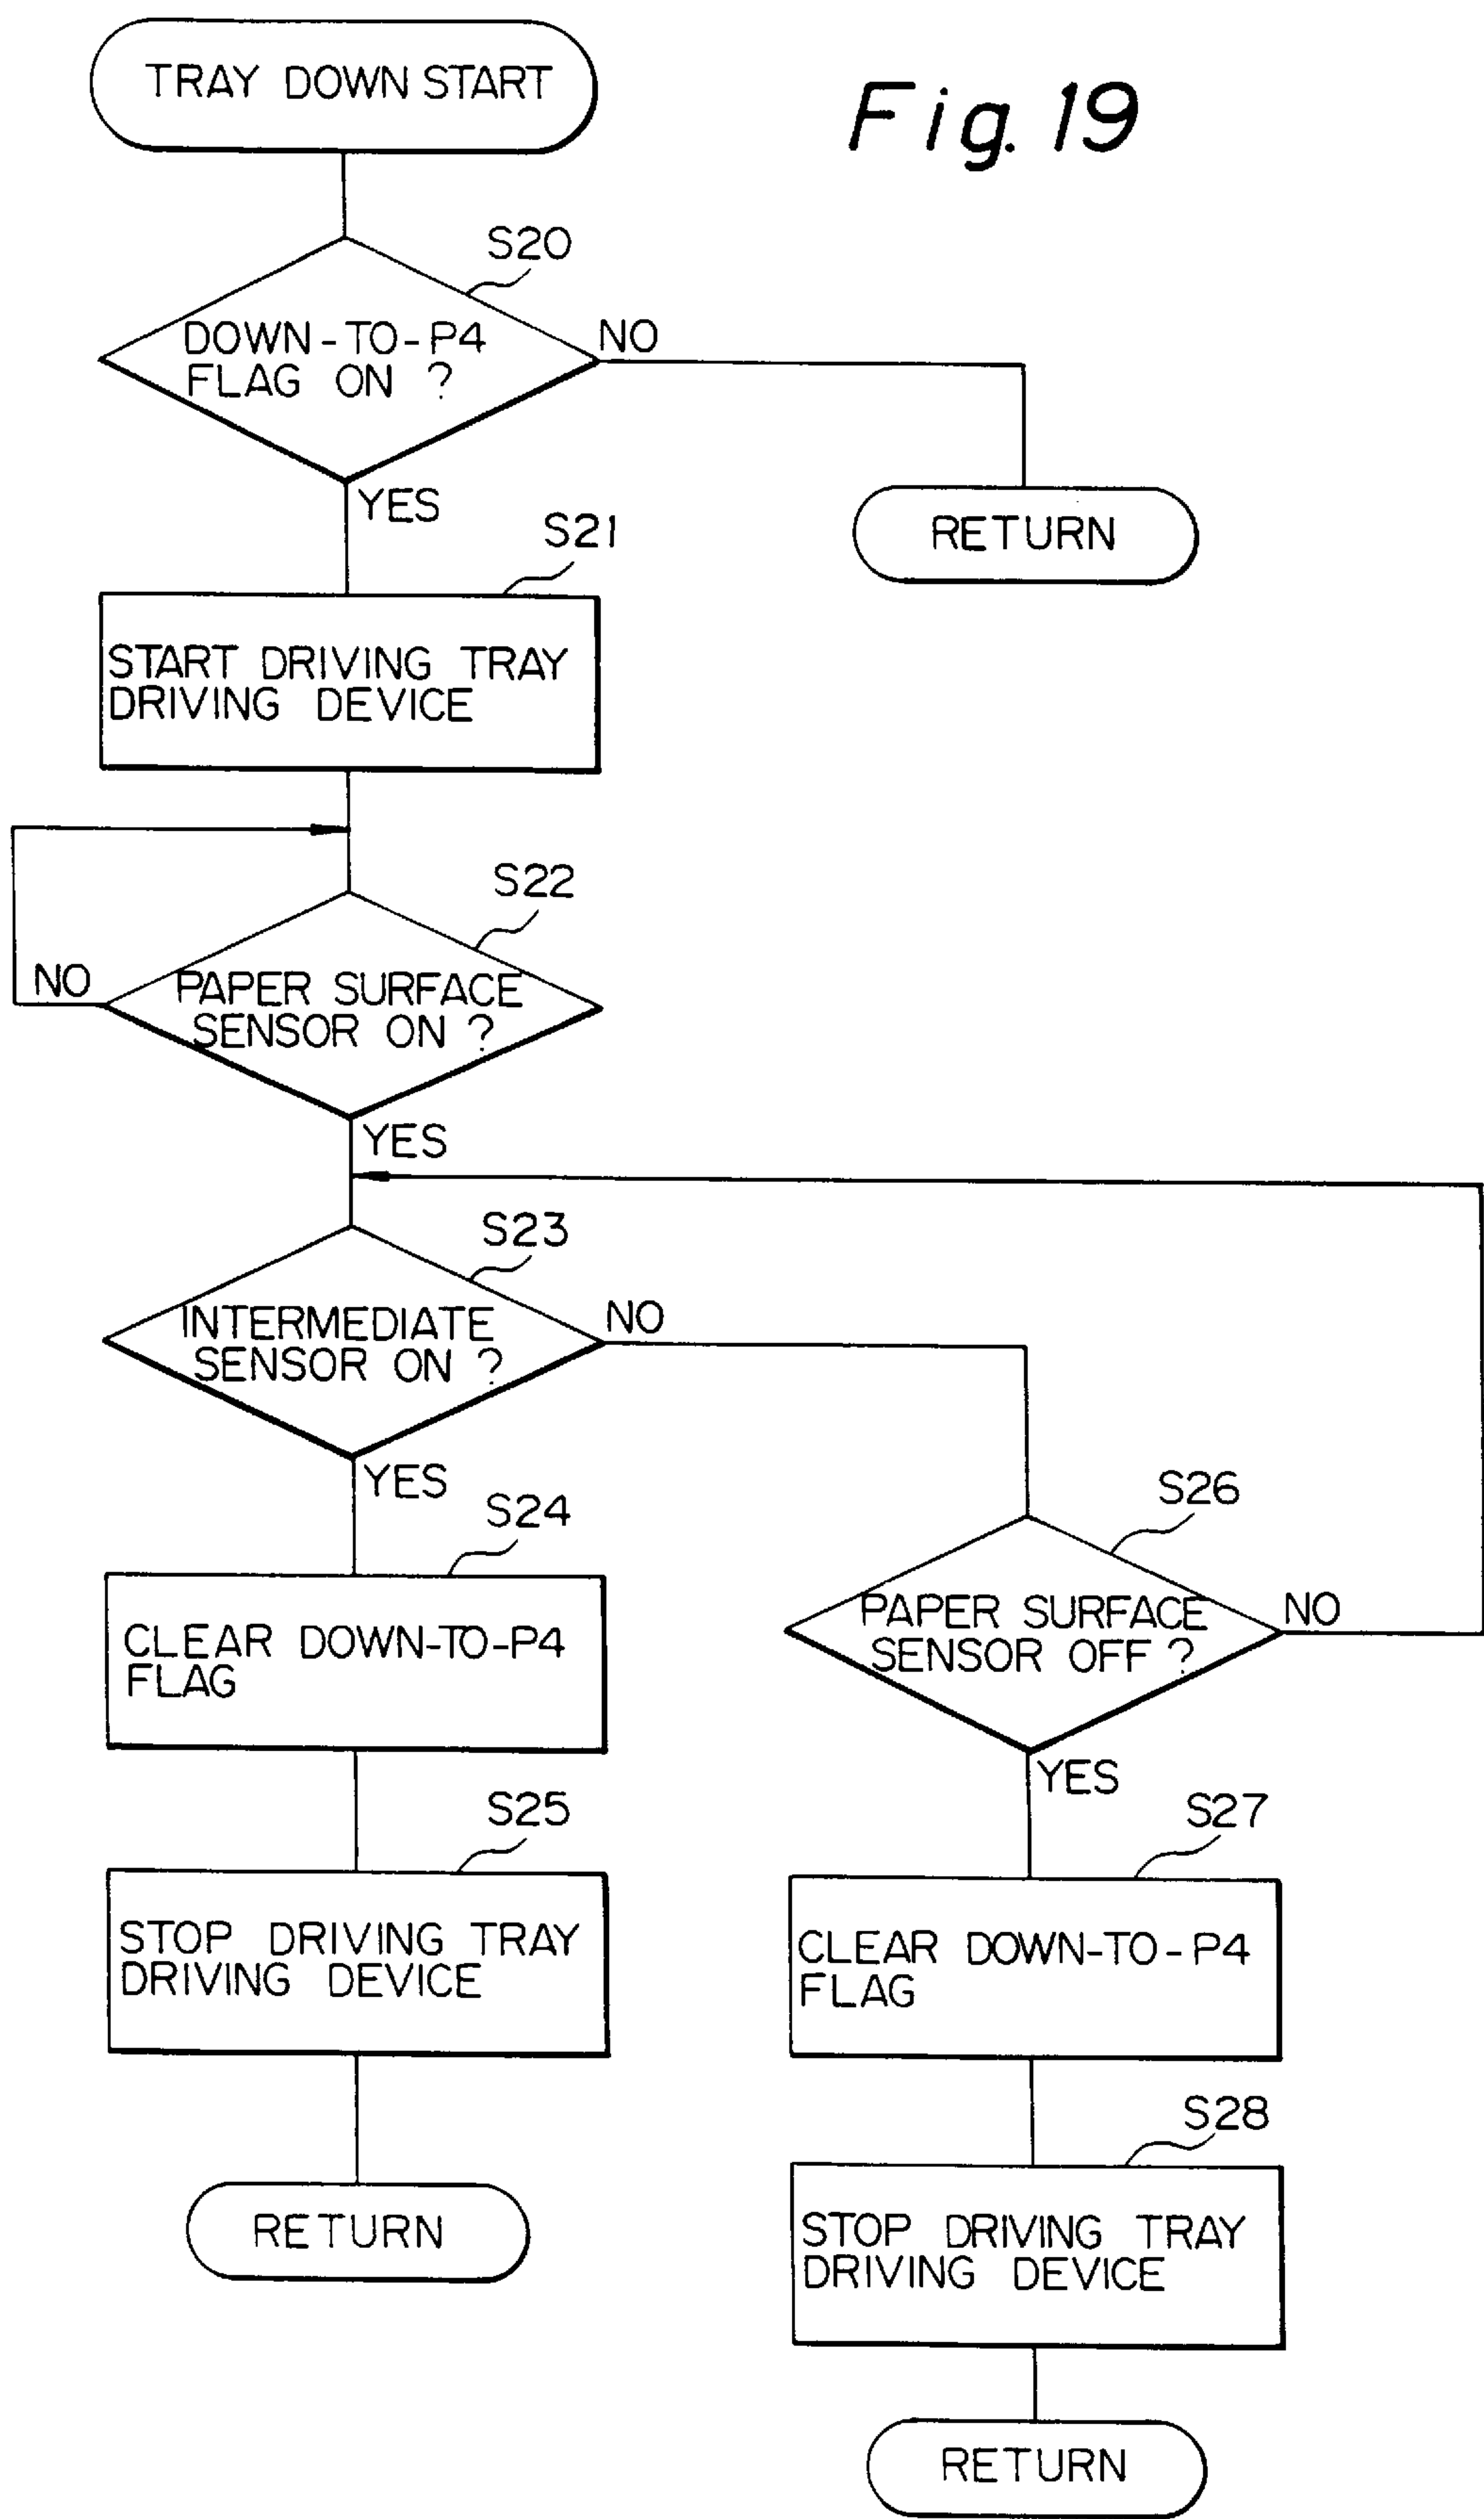 TRAY DOWN START
Fig. 19
S20
DOWN-TO-P4
FLAG ON ?
NO
YES
RETURN
S21
START DRIVING TRAY
DRIVING DEVICE
S22
NO
PAPER SURFACE
SENSOR ON ?
YES
S23
INTERMEDIATE
SENSOR ON ?
NO
YES
S24
CLEAR DOWN-TO-P4
FLAG
S25
STOP DRIVING TRAY
DRIVING DEVICE
RETURN
S26
PAPER SURFACE
SENSOR OFF ?
NO
YES
S27
CLEAR DOWN-TO-P4
FLAG
S28
STOP DRIVING TRAY
DRIVING DEVICE
RETURN